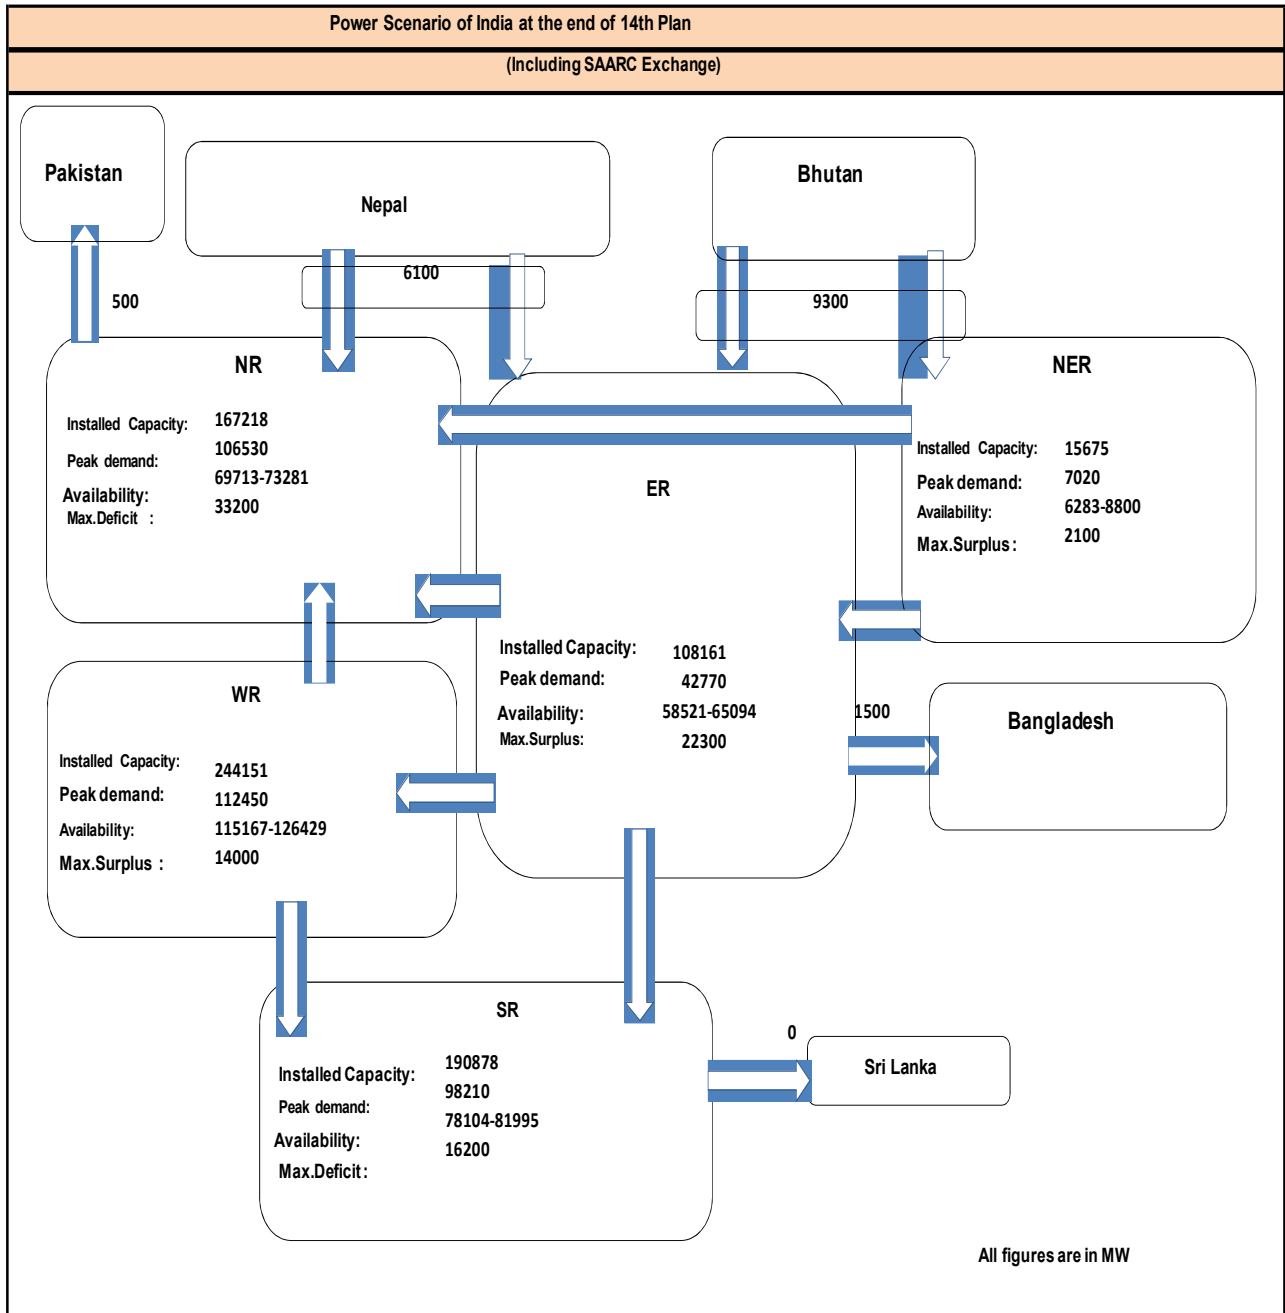 Power Scenario of India at the end of 14th Plan
(Including SAARC Exchange)
Pakistan
Nepal
Bhutan
6100
9300
500
NR
Installed Capacity: 167218
Peak demand: 106530
Availability: 69713-73281
Max.Deficit : 33200
NER
Installed Capacity: 15675
Peak demand: 7020
Availability: 6283-8800
Max.Surplus : 2100
ER
Installed Capacity: 108161
Peak demand: 42770
Availability: 58521-65094
Max.Surplus: 22300
1500
Bangladesh
WR
Installed Capacity: 244151
Peak demand: 112450
Availability: 115167-126429
Max.Surplus : 14000
SR
Installed Capacity: 190878
Peak demand: 98210
Availability: 78104-81995
Max.Deficit : 16200
0
Sri Lanka
All figures are in MW